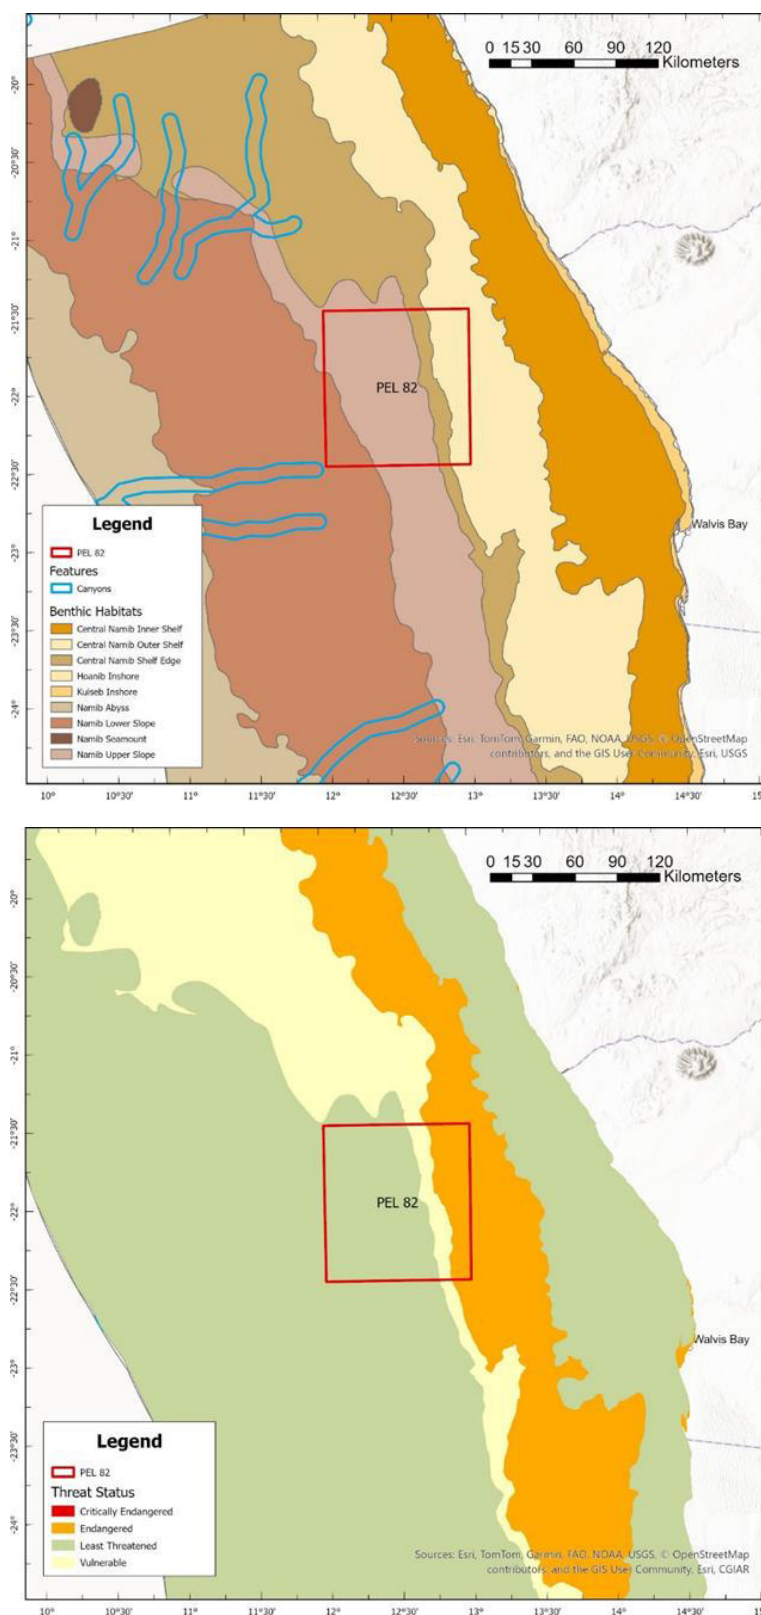 0 15 30 60 90 120
Kilometers
-20°
-20°30'
-21°
-21°30'
-22°
-22°30'
-23°
-23°30'
-24°
PEL 82
Walvis Bay
Legend
PEL 82
Features
Canyons
Benthic Habitats
Central Namib Inner Shelf
Central Namib Outer Shelf
Central Namib Shelf Edge
Hoanib Inshore
Kuiseb Inshore
Namib Abyss
Namib Lower Slope
Namib Seamount
Namib Upper Slope
Sources: Esri, TomTom, Garmin, FAO, NOAA, USGS, © OpenStreetMap
contributors, and the GIS User Community, Esri, USGS
10° 10°30' 11° 11°30' 12° 12°30' 13° 13°30' 14° 14°30' 15
0 15 30 60 90 120
Kilometers
-20°
-20°30'
-21°
-21°30'
-22°
-22°30'
-23°
-23°30'
-24°
PEL 82
Walvis Bay
Legend
PEL 82
Threat Status
Critically Endangered
Endangered
Least Threatened
Vulnerable
Sources: Esri, TomTom, Garmin, FAO, NOAA, USGS, © OpenStreetMap
contributors, and the GIS User Community, Esri, CGIAR
10° 10°30' 11° 11°30' 12° 12°30' 13° 13°30' 14° 14°30' 15